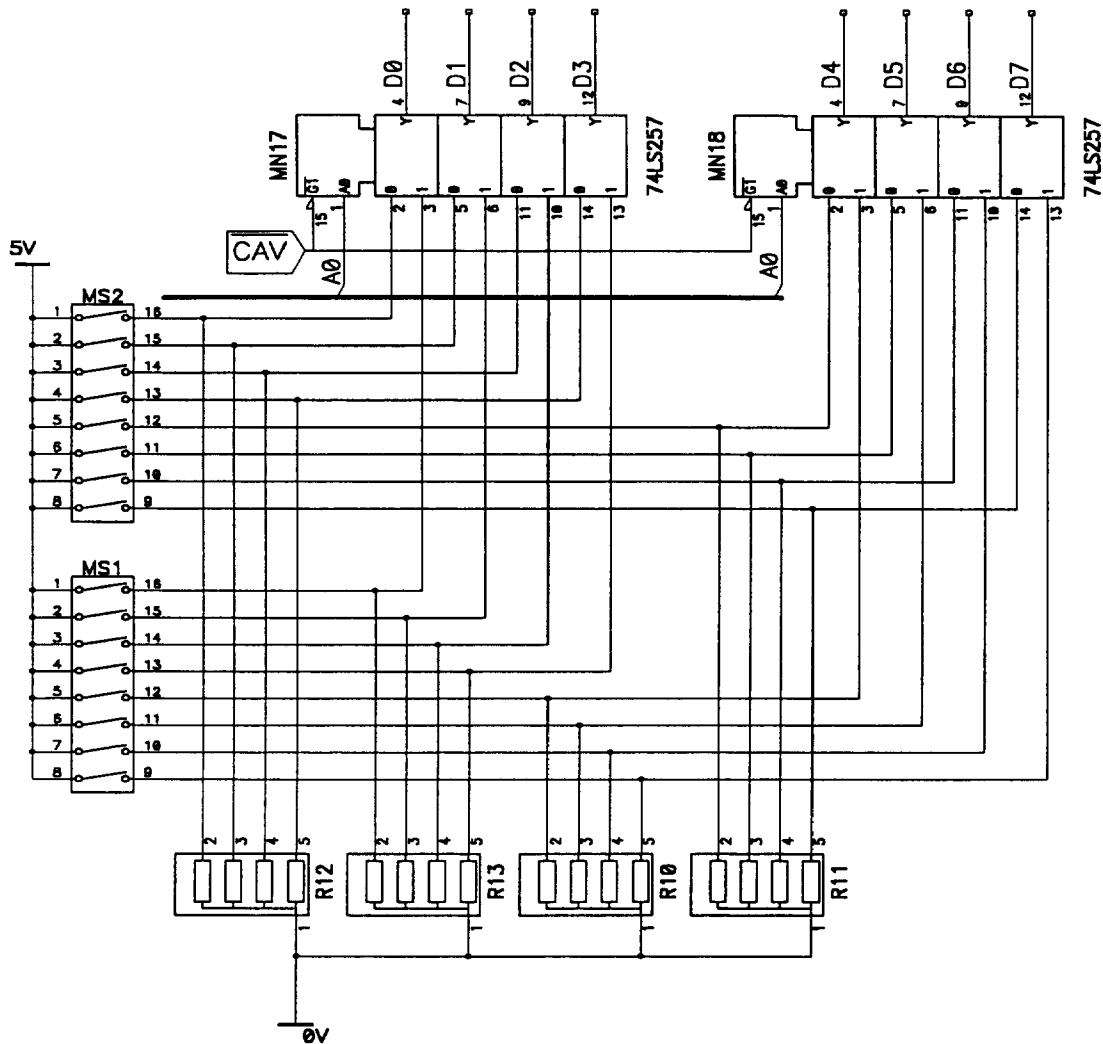 D0 D1 D2 D3 D4 D5 D6 D7
4 7 9 12 4 7 9 12
Y Y Y Y Y Y Y Y
MN17 74LS257 MN18 74LS257
GT A0 0 1 0 1 0 1 0 1 GT A0 0 1 0 1 0 1 0 1
15 1 2 3 5 6 11 10 14 13 15 1 2 3 5 6 11 10 14 13
CAV
A0 A0
5V
MS2
1 16
2 15
3 14
4 13
5 12
6 11
7 10
8 9
MS1
1 16
2 15
3 14
4 13
5 12
6 11
7 10
8 9
2 3 4 5 2 3 4 5 2 3 4 5 2 3 4 5
R12 R13 R10 R11
1 1 1 1
0V